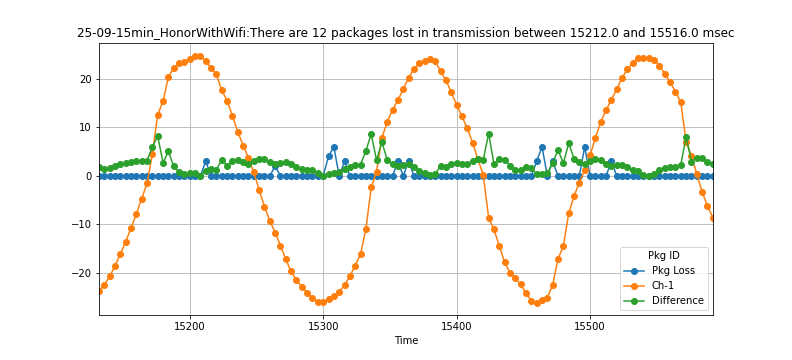 25-09-15min_HonorWithWifi:There are 12 packages lost in transmission between 15212.0 and 15516.0 msec
20
10
0
−10
−20
15200
15300
15400
15500
Time
Pkg ID
Pkg Loss
Ch-1
Difference